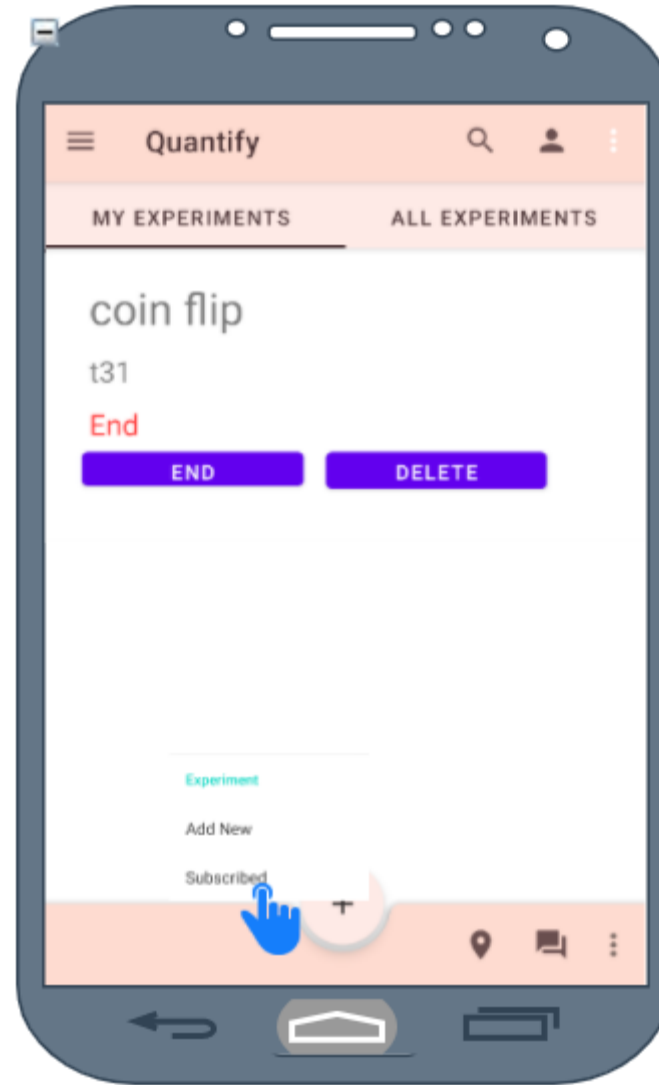 Quantify
MY EXPERIMENTS ALL EXPERIMENTS
coin flip
t31
End
END DELETE
Experiment
Add New
Subscribed